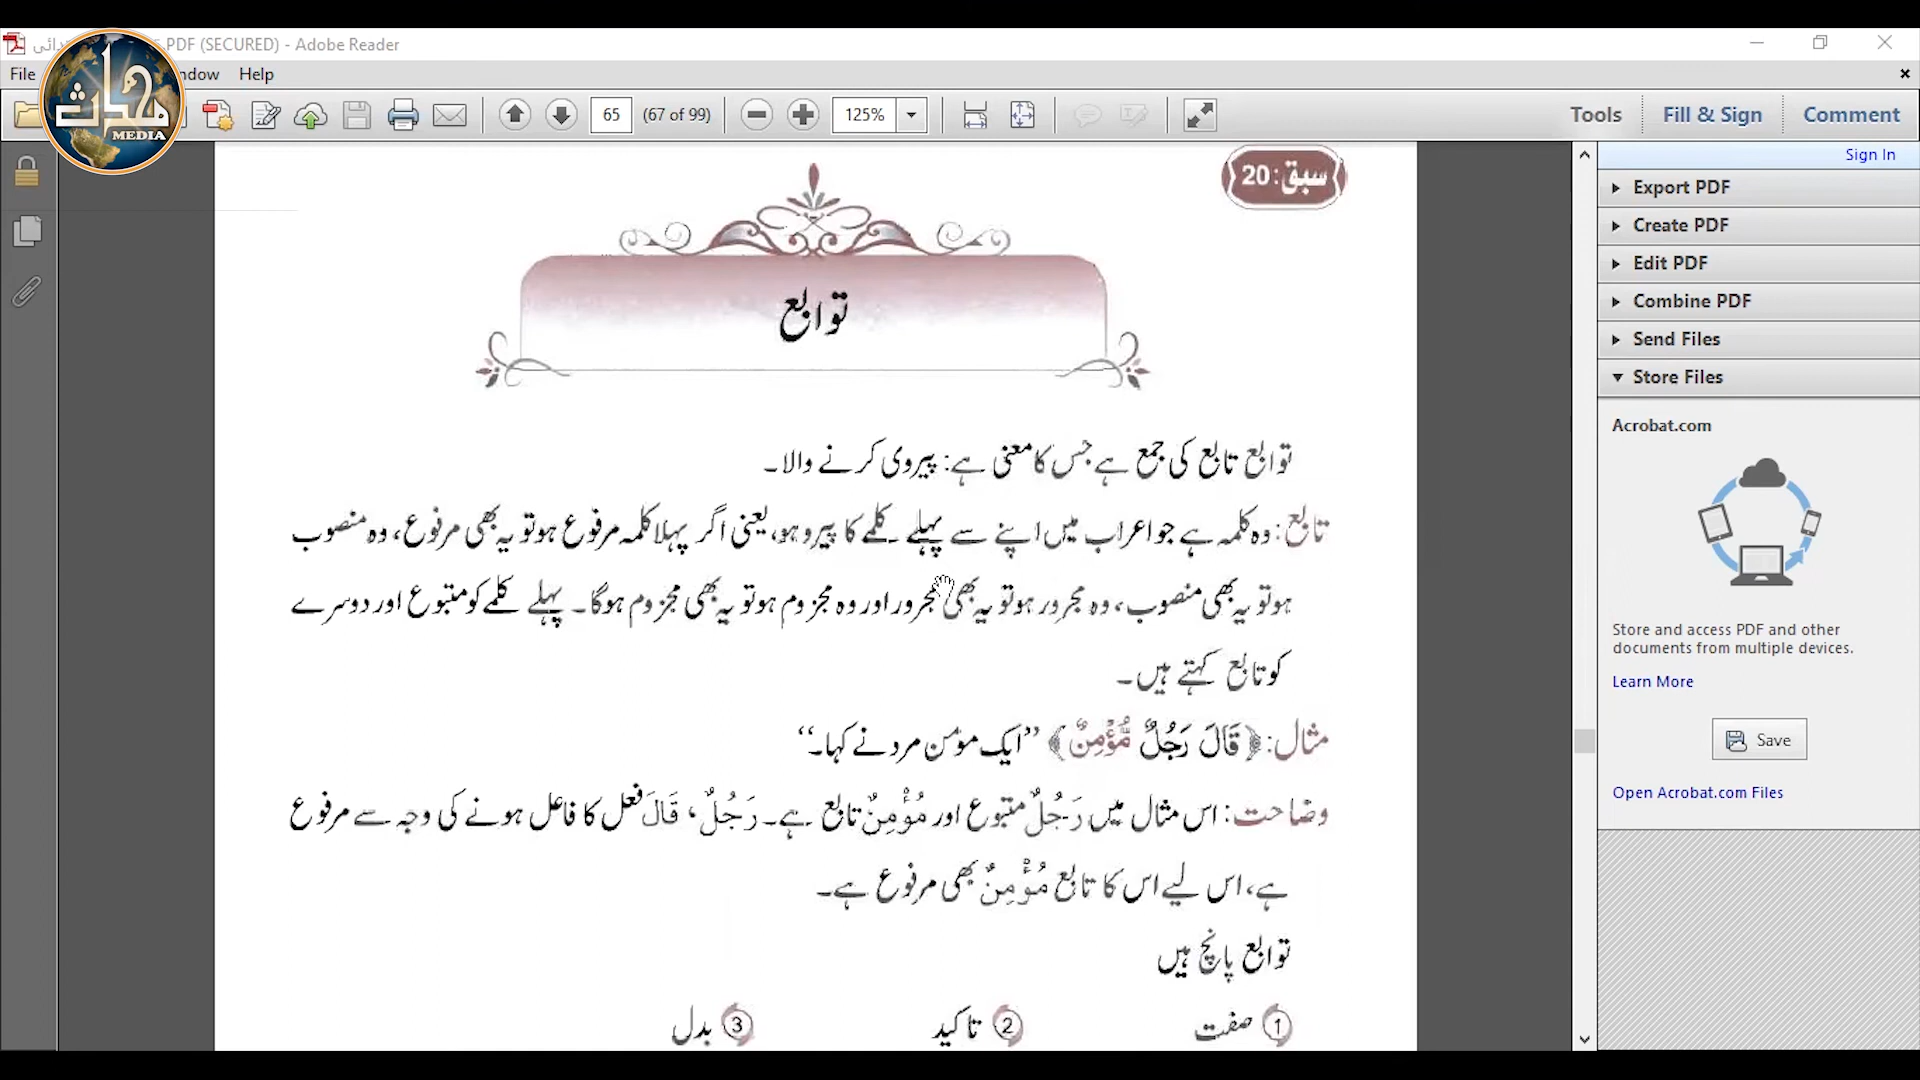 .PDF (SECURED) - Adobe Reader
File
ndow
Help
65
(67 of 99)
125%
Tools
Fill & Sign
Comment
ھدٰی
MEDIA
Sign In
Export PDF
Create PDF
Edit PDF
Combine PDF
Send Files
Store Files
Acrobat.com
Store and access PDF and other
documents from multiple devices.
Learn More
Save
Open Acrobat.com Files
سبق: 20
توابع
توابع تابع کی جمع ہے جس کا معنی ہے: پیروی کرنے والا۔
تابع: وہ کلمہ ہے جو اعراب میں اپنے سے پہلے کلمے کا پیرو ہو، یعنی اگر پہلا کلمہ مرفوع ہو تو یہ بھی مرفوع، وہ منصوب
ہو تو یہ بھی منصوب، وہ مجرور ہو تو یہ بھی مجرور اور وہ مجزوم ہو تو یہ بھی مجزوم ہوگا۔ پہلے کلمے کو متبوع اور دوسرے
کو تابع کہتے ہیں۔
مثال: ﴿قَالَ رَجُلٌ مُّؤْمِنٌ﴾ ’’ایک مؤمن مرد نے کہا۔‘‘
وضاحت: اس مثال میں رَجُلٌ متبوع اور مُؤْمِنٌ تابع ہے۔ رَجُلٌ، قَالَ فعل کا فاعل ہونے کی وجہ سے مرفوع
ہے، اس لیے اس کا تابع مُؤْمِنٌ بھی مرفوع ہے۔
توابع پانچ ہیں
① صفت ② تاکید ③ بدل